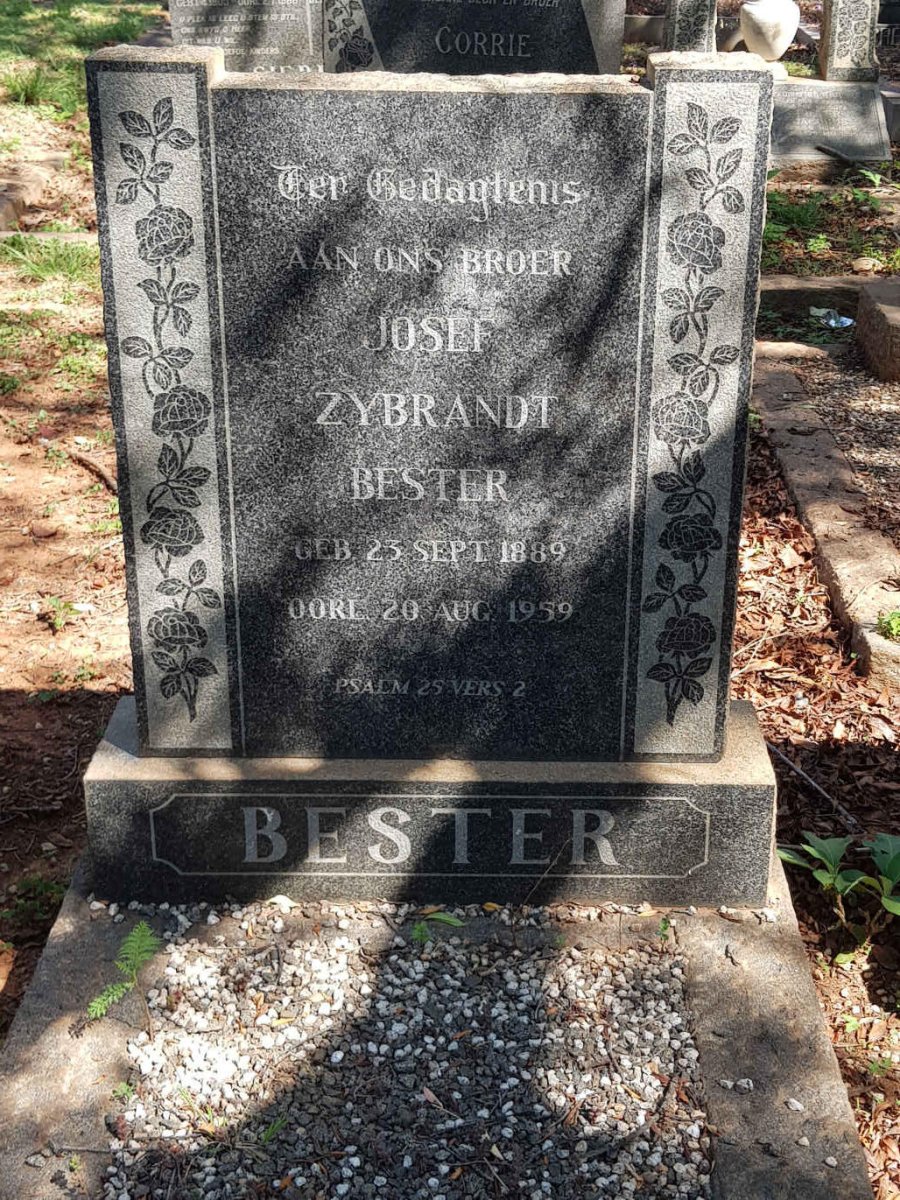 CORRIE
Ter Gedagtenis
AAN ONS BROER
JOSEF
ZYBRANDT
BESTER
GEB. 23 SEPT. 1889
OORL. 20 AUG. 1959
PSALM 25 VERS 2
BESTER